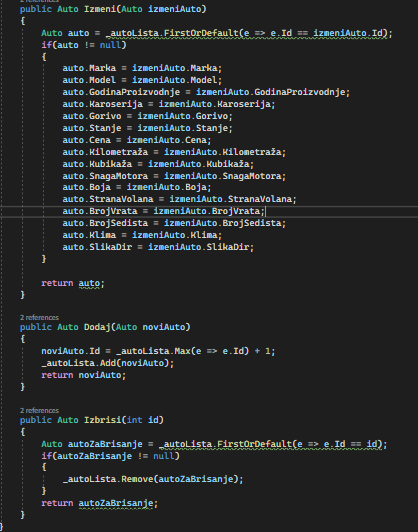 2 references
public Auto Izmeni(Auto izmeniAuto)
{
Auto auto = _autoLista.FirstOrDefault(e => e.Id == izmeniAuto.Id);
if(auto != null)
{
auto.Marka = izmeniAuto.Marka;
auto.Model = izmeniAuto.Model;
auto.GodinaProizvodnje = izmeniAuto.GodinaProizvodnje;
auto.Karoserija = izmeniAuto.Karoserija;
auto.Gorivo = izmeniAuto.Gorivo;
auto.Stanje = izmeniAuto.Stanje;
auto.Cena = izmeniAuto.Cena;
auto.Kilometraža = izmeniAuto.Kilometraža;
auto.Kubikaža = izmeniAuto.Kubikaža;
auto.SnagaMotora = izmeniAuto.SnagaMotora;
auto.Boja = izmeniAuto.Boja;
auto.StranaVolana = izmeniAuto.StranaVolana;
auto.BrojVrata = izmeniAuto.BrojVrata;
auto.BrojSedista = izmeniAuto.BrojSedista;
auto.Klima = izmeniAuto.Klima;
auto.SlikaDir = izmeniAuto.SlikaDir;
}
return auto;
}
2 references
public Auto Dodaj(Auto noviAuto)
{
noviAuto.Id = _autoLista.Max(e => e.Id) + 1;
_autoLista.Add(noviAuto);
return noviAuto;
}
2 references
public Auto Izbrisi(int id)
{
Auto autoZaBrisanje = _autoLista.FirstOrDefault(e => e.Id == id);
if(autoZaBrisanje != null)
{
_autoLista.Remove(autoZaBrisanje);
}
return autoZaBrisanje;
}
}